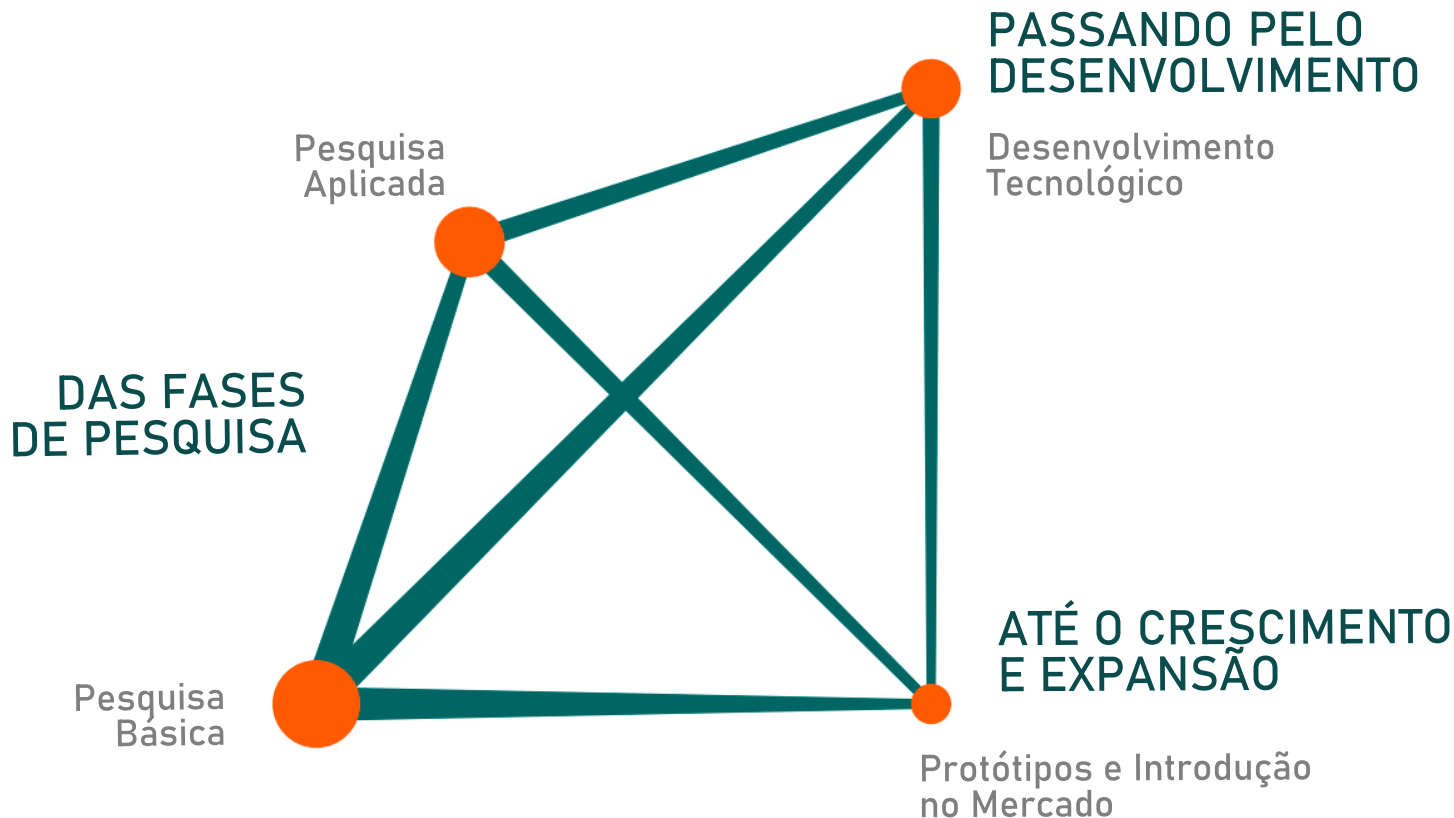 DAS FASES
DE PESQUISA
Pesquisa
Básica
Pesquisa
Aplicada
PASSANDO PELO
DESENVOLVIMENTO
Desenvolvimento
Tecnológico
ATÉ O CRESCIMENTO
E EXPANSÃO
Protótipos e Introdução
no Mercado